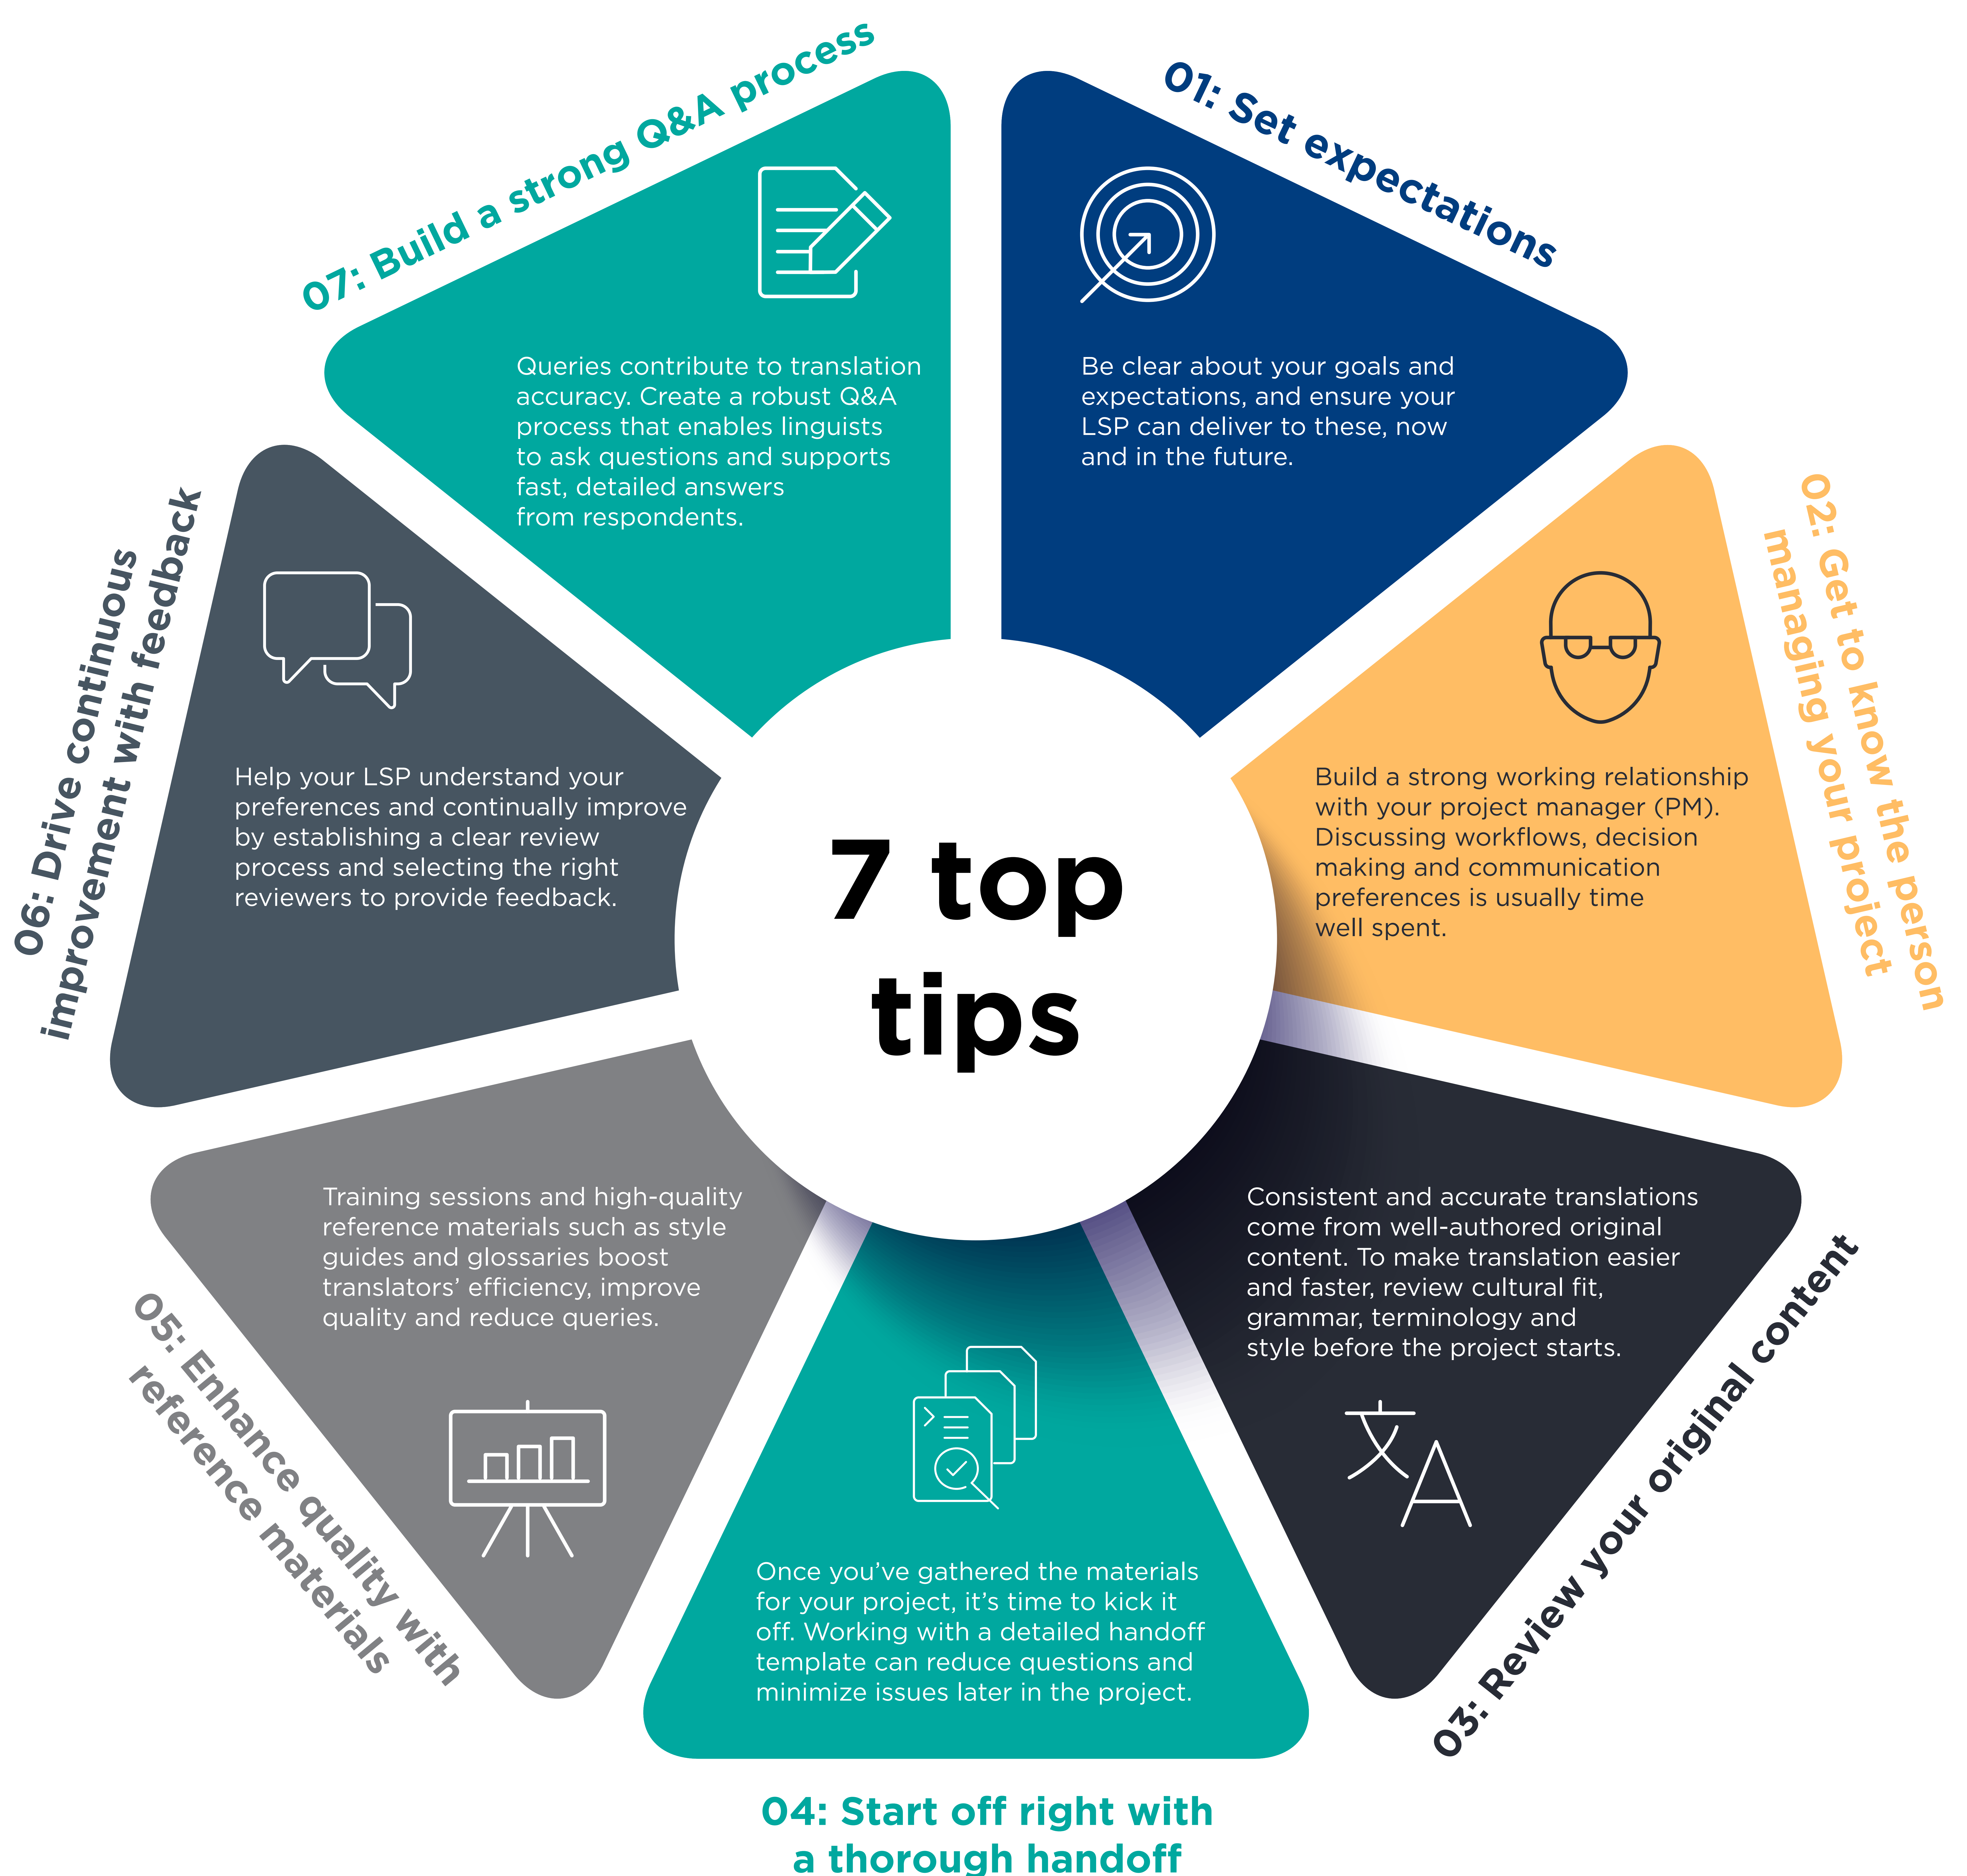 7 top
tips
01: Set expectations
Be clear about your goals and
expectations, and ensure your
LSP can deliver to these, now
and in the future.
02: Get to know the person
managing your project
Build a strong working relationship
with your project manager (PM).
Discussing workflows, decision
making and communication
preferences is usually time
well spent.
03: Review your original content
Consistent and accurate translations
come from well-authored original
content. To make translation easier
and faster, review cultural fit,
grammar, terminology and
style before the project starts.
文A
04: Start off right with
a thorough handoff
Once you’ve gathered the materials
for your project, it’s time to kick it
off. Working with a detailed handoff
template can reduce questions and
minimize issues later in the project.
05: Enhance quality with
reference materials
Training sessions and high-quality
reference materials such as style
guides and glossaries boost
translators’ efficiency, improve
quality and reduce queries.
06: Drive continuous
improvement with feedback
Help your LSP understand your
preferences and continually improve
by establishing a clear review
process and selecting the right
reviewers to provide feedback.
07: Build a strong Q&A process
Queries contribute to translation
accuracy. Create a robust Q&A
process that enables linguists
to ask questions and supports
fast, detailed answers
from respondents.